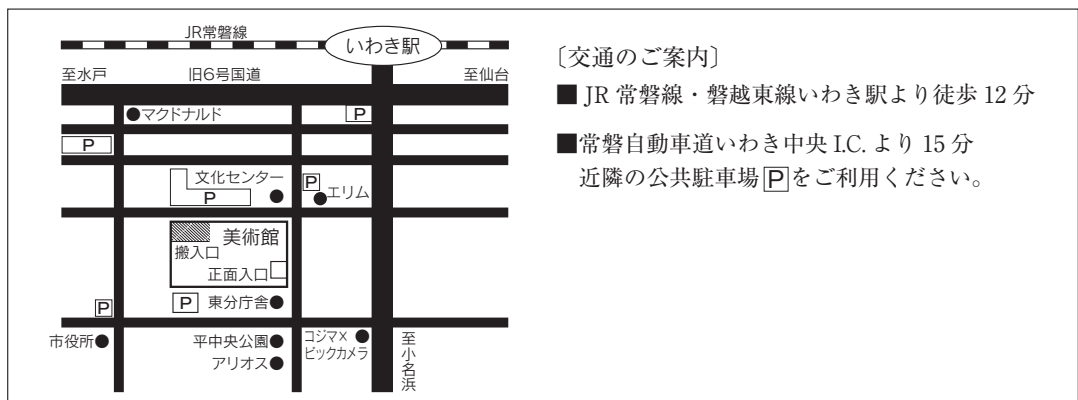 JR常磐線
いわき駅
至水戸
旧6号国道
至仙台
●マクドナルド
P
P
文化センター
P
●
P
●エリム
美術館
搬入口
正面入口
P
P
東分庁舎●
市役所●
平中央公園●
アリオス●
コジマ×
ビックカメラ
●
至小名浜
〔交通のご案内〕
■ JR 常磐線・磐越東線いわき駅より徒歩 12 分
■常磐自動車道いわき中央 I.C. より 15 分
近隣の公共駐車場Pをご利用ください。